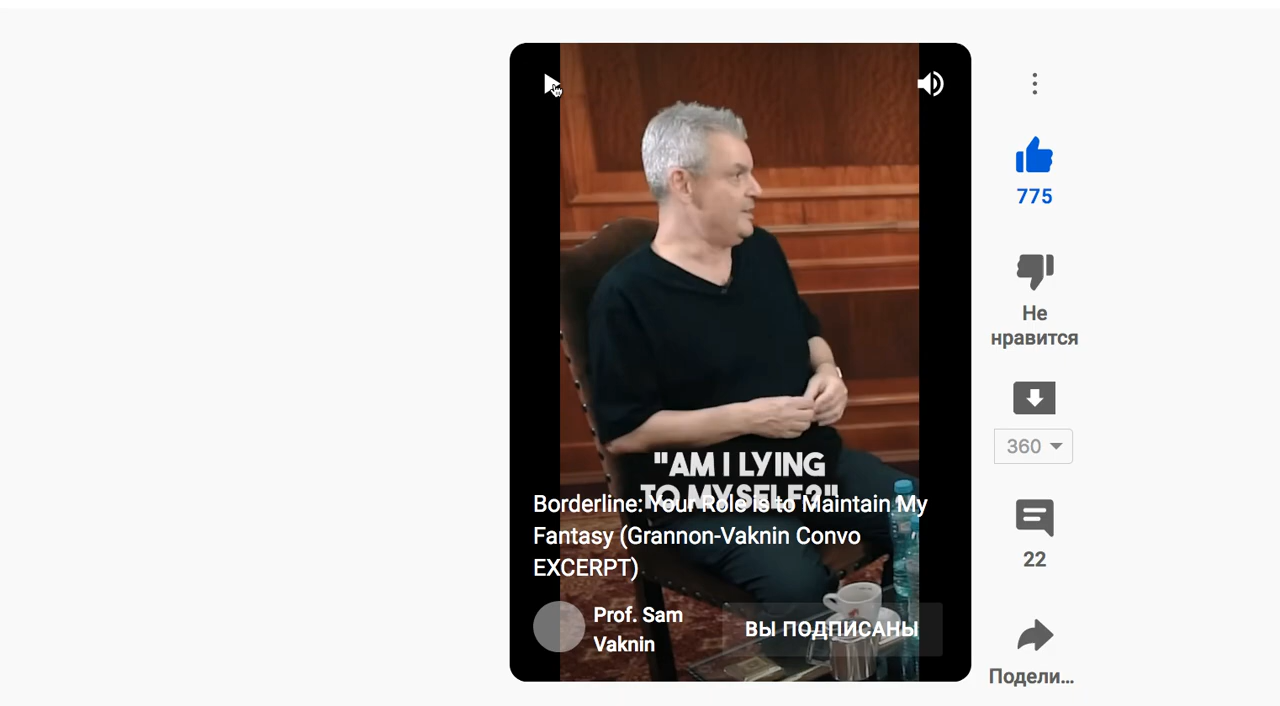 "AM I LYING
TO MYSELF?"
Borderline: Your Role is to Maintain My
Fantasy (Grannon-Vaknin Convo
EXCERPT)
Prof. Sam
Vaknin
ВЫ ПОДПИСАНЫ
775
Не
нравится
360
22
Подели...